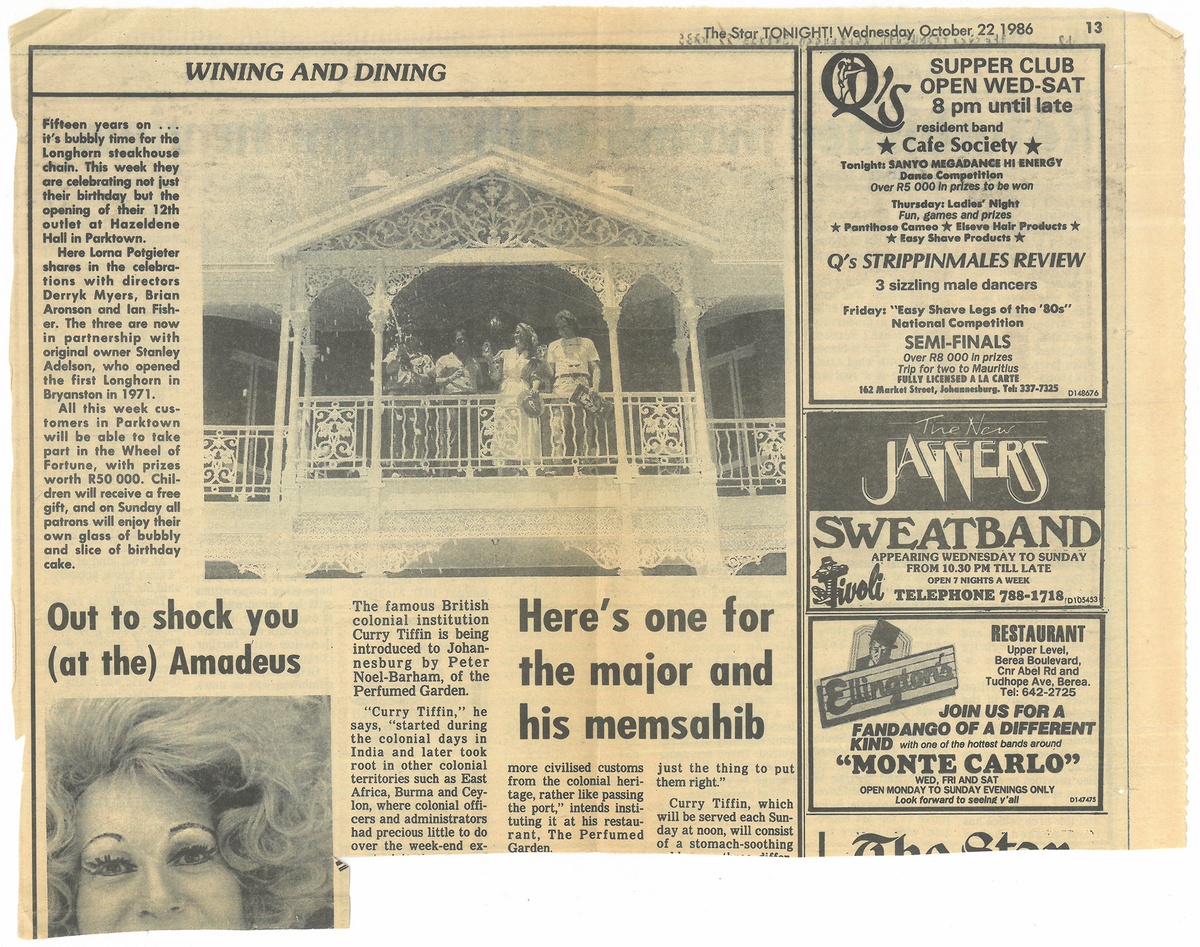 The Star TONIGHT! Wednesday October 22 1986 13
WINING AND DINING
Fifteen years on . . .
it's bubbly time for the
Longhorn steakhouse
chain. This week they
are celebrating not just
their birthday but the
opening of their 12th
outlet at Hazeldene
Hall in Parktown.
Here Lorna Potgieter
shares in the celebra-
tions with directors
Derryk Myers, Brian
Aronson and Ian Fish-
er. The three are now
in partnership with
original owner Stanley
Adelson, who opened
the first Longhorn in
Bryanston in 1971.
All this week cus-
tomers in Parktown
will be able to take
part in the Wheel of
Fortune, with prizes
worth R50 000. Chil-
dren will receive a free
gift, and on Sunday all
patrons will enjoy their
own glass of bubbly
and slice of birthday
cake.
Out to shock you
(at the) Amadeus
The famous British
colonial institution
Curry Tiffin is being
introduced to Johan-
nesburg by Peter
Noel-Barham, of the
Perfumed Garden.
"Curry Tiffin," he
says, "started during
the colonial days in
India and later took
root in other colonial
territories such as East
Africa, Burma and Cey-
lon, where colonial offi-
cers and administrators
had precious little to do
over the week-end ex-
Here's one for
the major and
his memsahib
more civilised customs
from the colonial heri-
tage, rather like passing
the port," intends insti-
tuting it at his restau-
rant, The Perfumed
Garden.
just the thing to put
them right."
Curry Tiffin, which
will be served each Sun-
day at noon, will consist
of a stomach-soothing
Q's
SUPPER CLUB
OPEN WED-SAT
8 pm until late
resident band
★ Cafe Society ★
Tonight: SANYO MEGADANCE HI ENERGY
Dance Competition
Over R5 000 in prizes to be won
Thursday: Ladies' Night
Fun, games and prizes
★ Pantihose Cameo ★ Elseve Hair Products ★
★ Easy Shave Products ★
Q's STRIPPINMALES REVIEW
3 sizzling male dancers
Friday: "Easy Shave Legs of the '80s"
National Competition
SEMI-FINALS
Over R8 000 in prizes
Trip for two to Mauritius
FULLY LICENSED A LA CARTE
162 Market Street, Johannesburg. Tel: 337-7325
D148676
The New
JAGGERS
SWEATBAND
APPEARING WEDNESDAY TO SUNDAY
FROM 10.30 PM TILL LATE
OPEN 7 NIGHTS A WEEK
Tivoli TELEPHONE 788-1718
D105453
Ellington's
RESTAURANT
Upper Level,
Berea Boulevard,
Cnr Abel Rd and
Tudhope Ave, Berea.
Tel: 642-2725
JOIN US FOR A
FANDANGO OF A DIFFERENT
KIND with one of the hottest bands around
"MONTE CARLO"
WED, FRI AND SAT
OPEN MONDAY TO SUNDAY EVENINGS ONLY
Look forward to seeing y'all
D147475
The Star